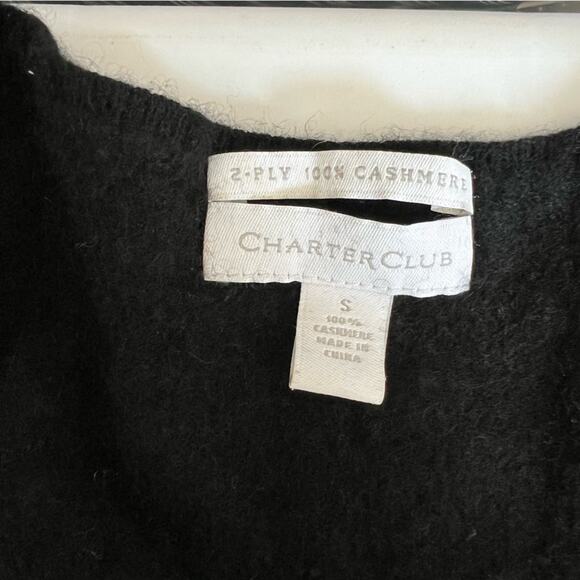 2-PLY 100% CASHMERE
CHARTER CLUB
S
100%
CASHMERE
MADE IN
CHINA